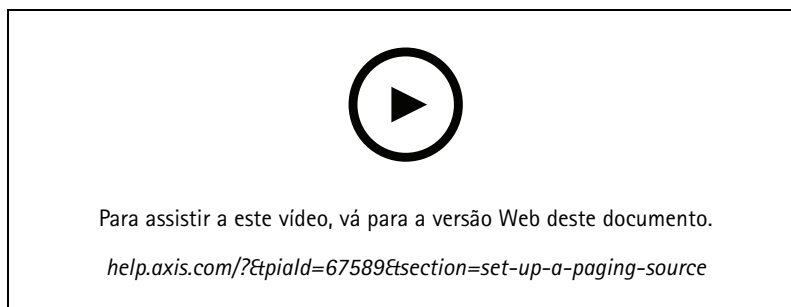 Para assistir a este vídeo, vá para a versão Web deste documento.
help.axis.com/?&piaId=67589&section=set-up-a-paging-source